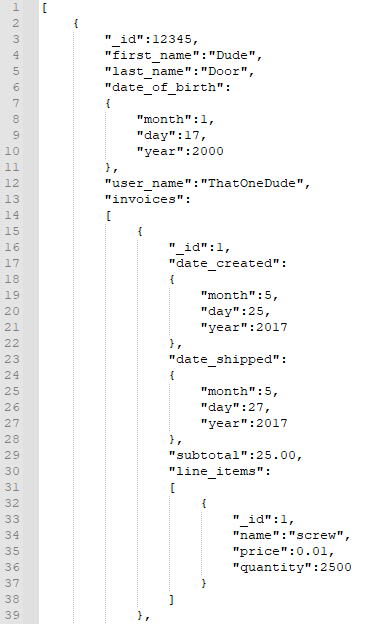 1 [
2 {
3 "_id":12345,
4 "first_name":"Dude",
5 "last_name":"Door",
6 "date_of_birth":
7 {
8 "month":1,
9 "day":17,
10 "year":2000
11 },
12 "user_name":"ThatOneDude",
13 "invoices":
14 [
15 {
16 "_id":1,
17 "date_created":
18 {
19 "month":5,
20 "day":25,
21 "year":2017
22 },
23 "date_shipped":
24 {
25 "month":5,
26 "day":27,
27 "year":2017
28 },
29 "subtotal":25.00,
30 "line_items":
31 [
32 {
33 "_id":1,
34 "name":"screw",
35 "price":0.01,
36 "quantity":2500
37 }
38 ]
39 },